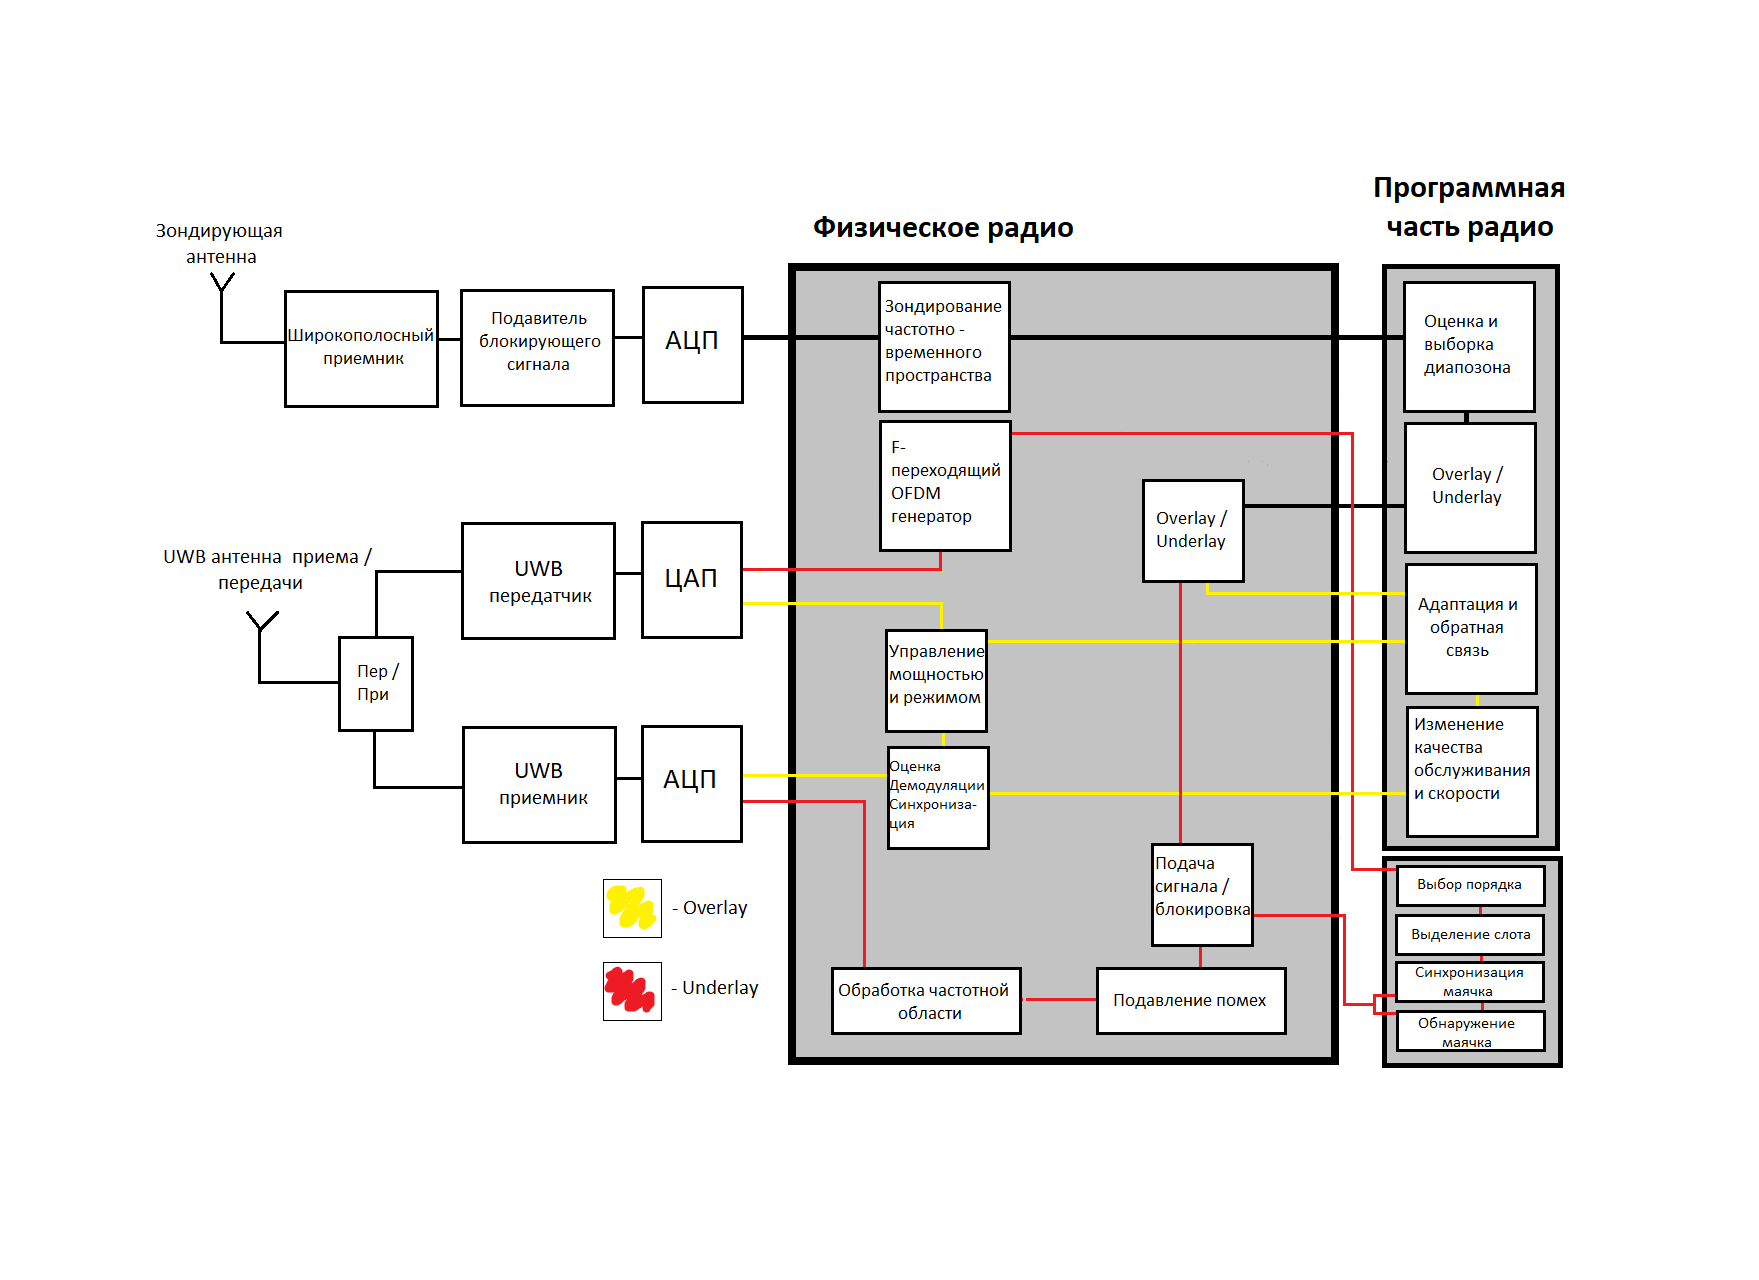 Программная
часть радио
Физическое радио
Зондирующая
антенна
Широкополосный
приемник
Подавитель
блокирующего
сигнала
АЦП
Зондирование
частотно -
временного
пространства
Оценка и
выборка
диапозона
F-
переходящий
OFDM
генератор
Overlay /
Underlay
Overlay /
Underlay
UWB антенна приема /
передачи
UWB
передатчик
ЦАП
Адаптация и
обратная
связь
Пер /
При
Управление
мощностью
и режимом
UWB
приемник
АЦП
Оценка
Демодуляции
Синхрониза-
ция
Изменение
качества
обслуживания
и скорости
- Overlay
- Underlay
Подача
сигнала /
блокировка
Обработка частотной
области
Подавление помех
Выбор порядка
Выделение слота
Синхронизация
маячка
Обнаружение
маячка